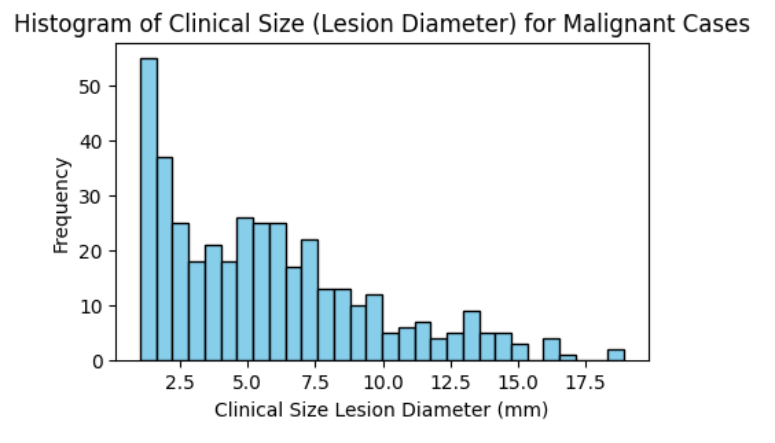 Histogram of Clinical Size (Lesion Diameter) for Malignant Cases
Frequency
50
40
30
20
10
0
2.5 5.0 7.5 10.0 12.5 15.0 17.5
Clinical Size Lesion Diameter (mm)